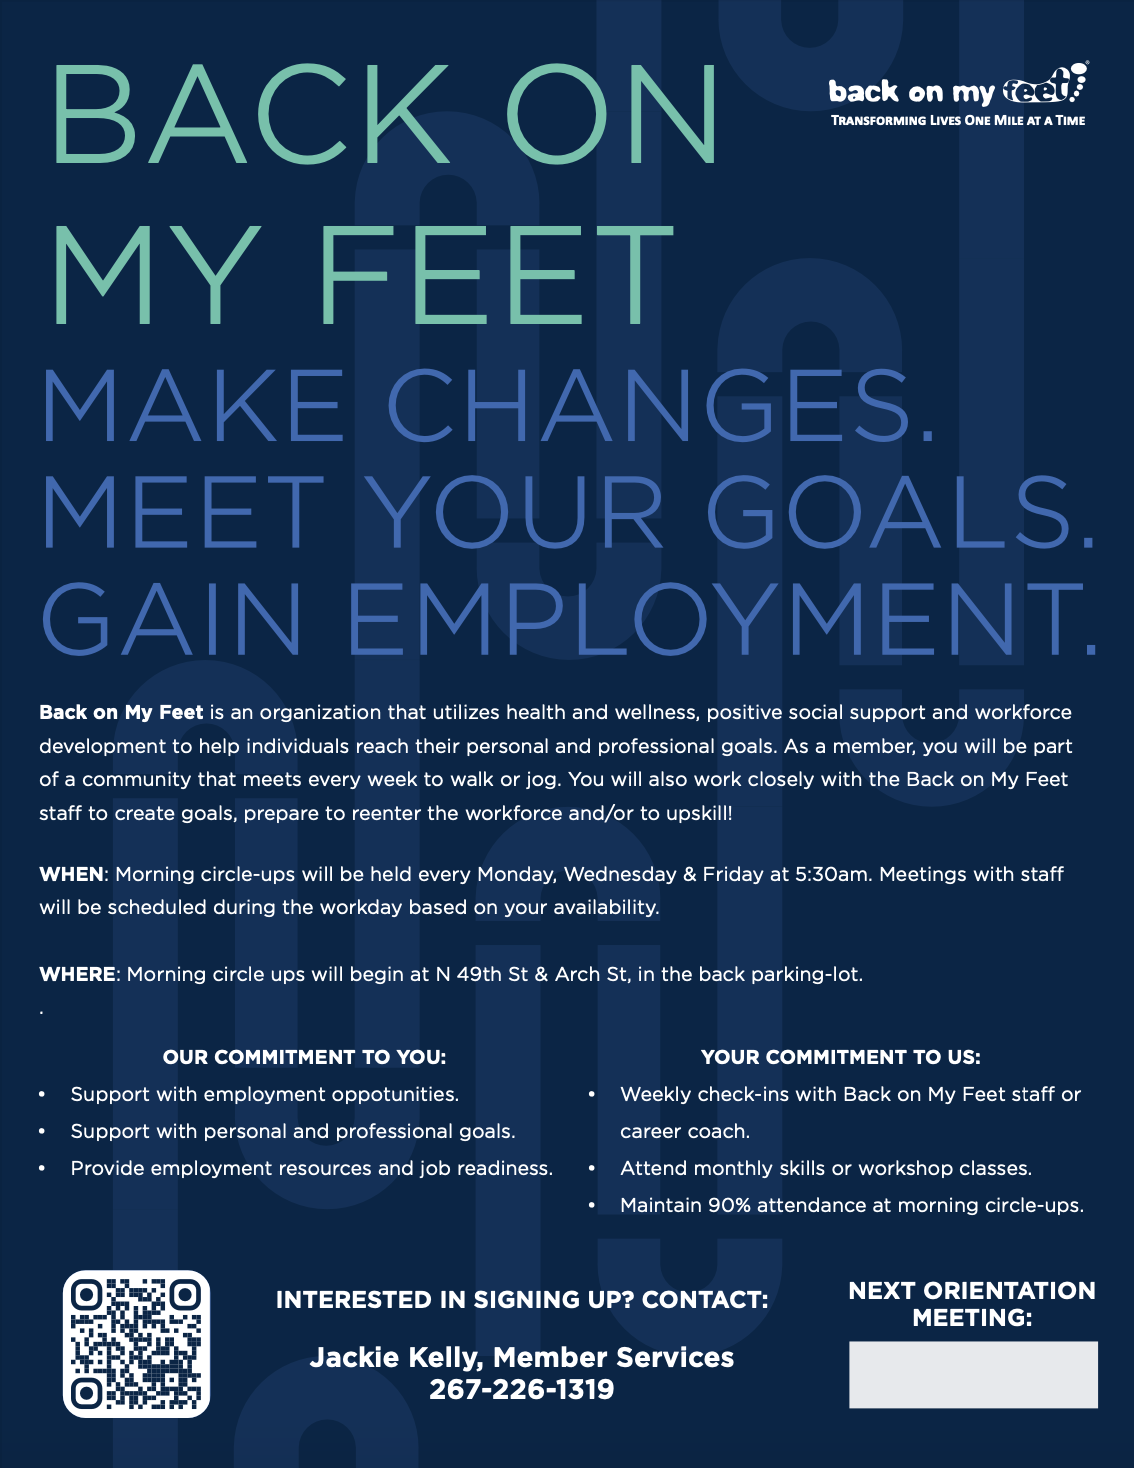 BACK ON
MY FEET
back on my feet
TRANSFORMING LIVES ONE MILE AT A TIME
MAKE CHANGES.
MEET YOUR GOALS.
GAIN EMPLOYMENT.
Back on My Feet is an organization that utilizes health and wellness, positive social support and workforce
development to help individuals reach their personal and professional goals. As a member, you will be part
of a community that meets every week to walk or jog. You will also work closely with the Back on My Feet
staff to create goals, prepare to reenter the workforce and/or to upskill!
WHEN: Morning circle-ups will be held every Monday, Wednesday & Friday at 5:30am. Meetings with staff
will be scheduled during the workday based on your availability.
WHERE: Morning circle ups will begin at N 49th St & Arch St, in the back parking-lot.
.
OUR COMMITMENT TO YOU:
• Support with employment oppotunities.
• Support with personal and professional goals.
• Provide employment resources and job readiness.
YOUR COMMITMENT TO US:
• Weekly check-ins with Back on My Feet staff or
career coach.
• Attend monthly skills or workshop classes.
• Maintain 90% attendance at morning circle-ups.
INTERESTED IN SIGNING UP? CONTACT:
Jackie Kelly, Member Services
267-226-1319
NEXT ORIENTATION
MEETING: